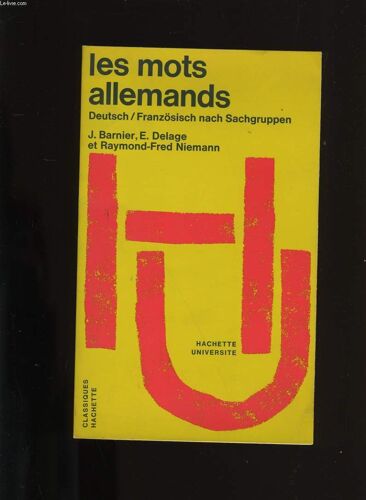 Le-livre.com
les mots
allemands
Deutsch / Französisch nach Sachgruppen
J. Barnier, E. Delage
et Raymond-Fred Niemann
HACHETTE
UNIVERSITE
CLASSIQUES
HACHETTE